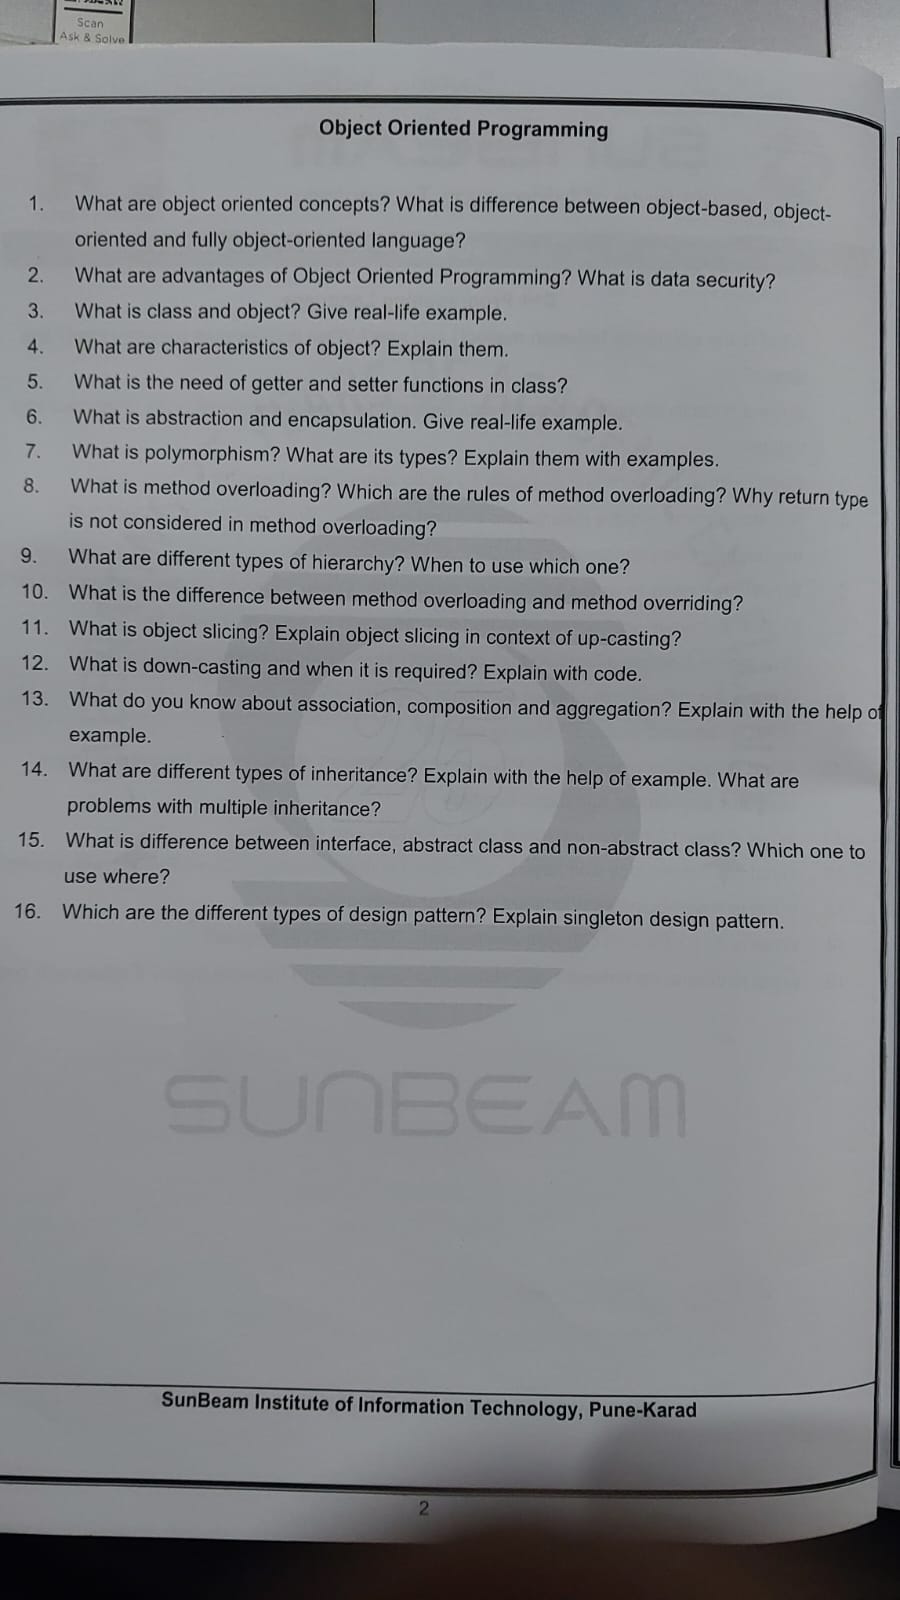 Scan
Ask & Solve
Object Oriented Programming
1. What are object oriented concepts? What is difference between object-based, object-
oriented and fully object-oriented language?
2. What are advantages of Object Oriented Programming? What is data security?
3. What is class and object? Give real-life example.
4. What are characteristics of object? Explain them.
5. What is the need of getter and setter functions in class?
6. What is abstraction and encapsulation. Give real-life example.
7. What is polymorphism? What are its types? Explain them with examples.
8. What is method overloading? Which are the rules of method overloading? Why return type
is not considered in method overloading?
9. What are different types of hierarchy? When to use which one?
10. What is the difference between method overloading and method overriding?
11. What is object slicing? Explain object slicing in context of up-casting?
12. What is down-casting and when it is required? Explain with code.
13. What do you know about association, composition and aggregation? Explain with the help of
example.
14. What are different types of inheritance? Explain with the help of example. What are
problems with multiple inheritance?
15. What is difference between interface, abstract class and non-abstract class? Which one to
use where?
16. Which are the different types of design pattern? Explain singleton design pattern.
SUNBEAM
SunBeam Institute of Information Technology, Pune-Karad
2